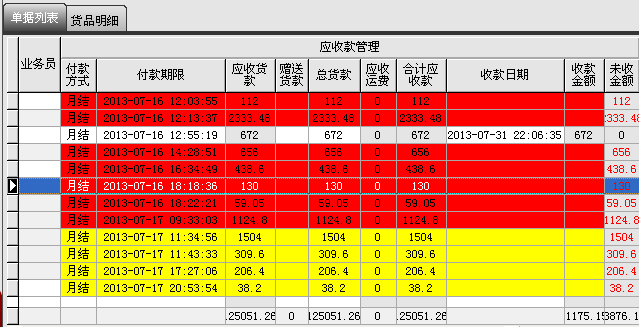 单据列表 货品明细
应收款管理
业务员 付款方式 付款期限 应收货款 赠送货款 总货款 应收运费 合计应收款 收款日期 收款金额 未收金额
月结 2013-07-16 12:03:55 112 112 0 112 112
月结 2013-07-16 12:13:37 2333.48 2333.48 0 2333.48 2333.48
月结 2013-07-16 12:55:19 672 672 0 672 2013-07-31 22:06:35 672 0
月结 2013-07-16 14:28:51 656 656 0 656 656
月结 2013-07-16 16:34:49 438.6 438.6 0 438.6 438.6
月结 2013-07-16 18:18:36 130 130 0 130 130
月结 2013-07-16 18:22:21 59.05 59.05 0 59.05 59.05
月结 2013-07-17 09:33:03 1124.8 1124.8 0 1124.8 1124.8
月结 2013-07-17 11:34:56 1504 1504 0 1504 1504
月结 2013-07-17 11:43:33 309.6 309.6 0 309.6 309.6
月结 2013-07-17 17:27:06 206.4 206.4 0 206.4 206.4
月结 2013-07-17 20:53:54 38.2 38.2 0 38.2 38.2
.25051.26 0 125051.26 0 .25051.26 1175.15 3876.1